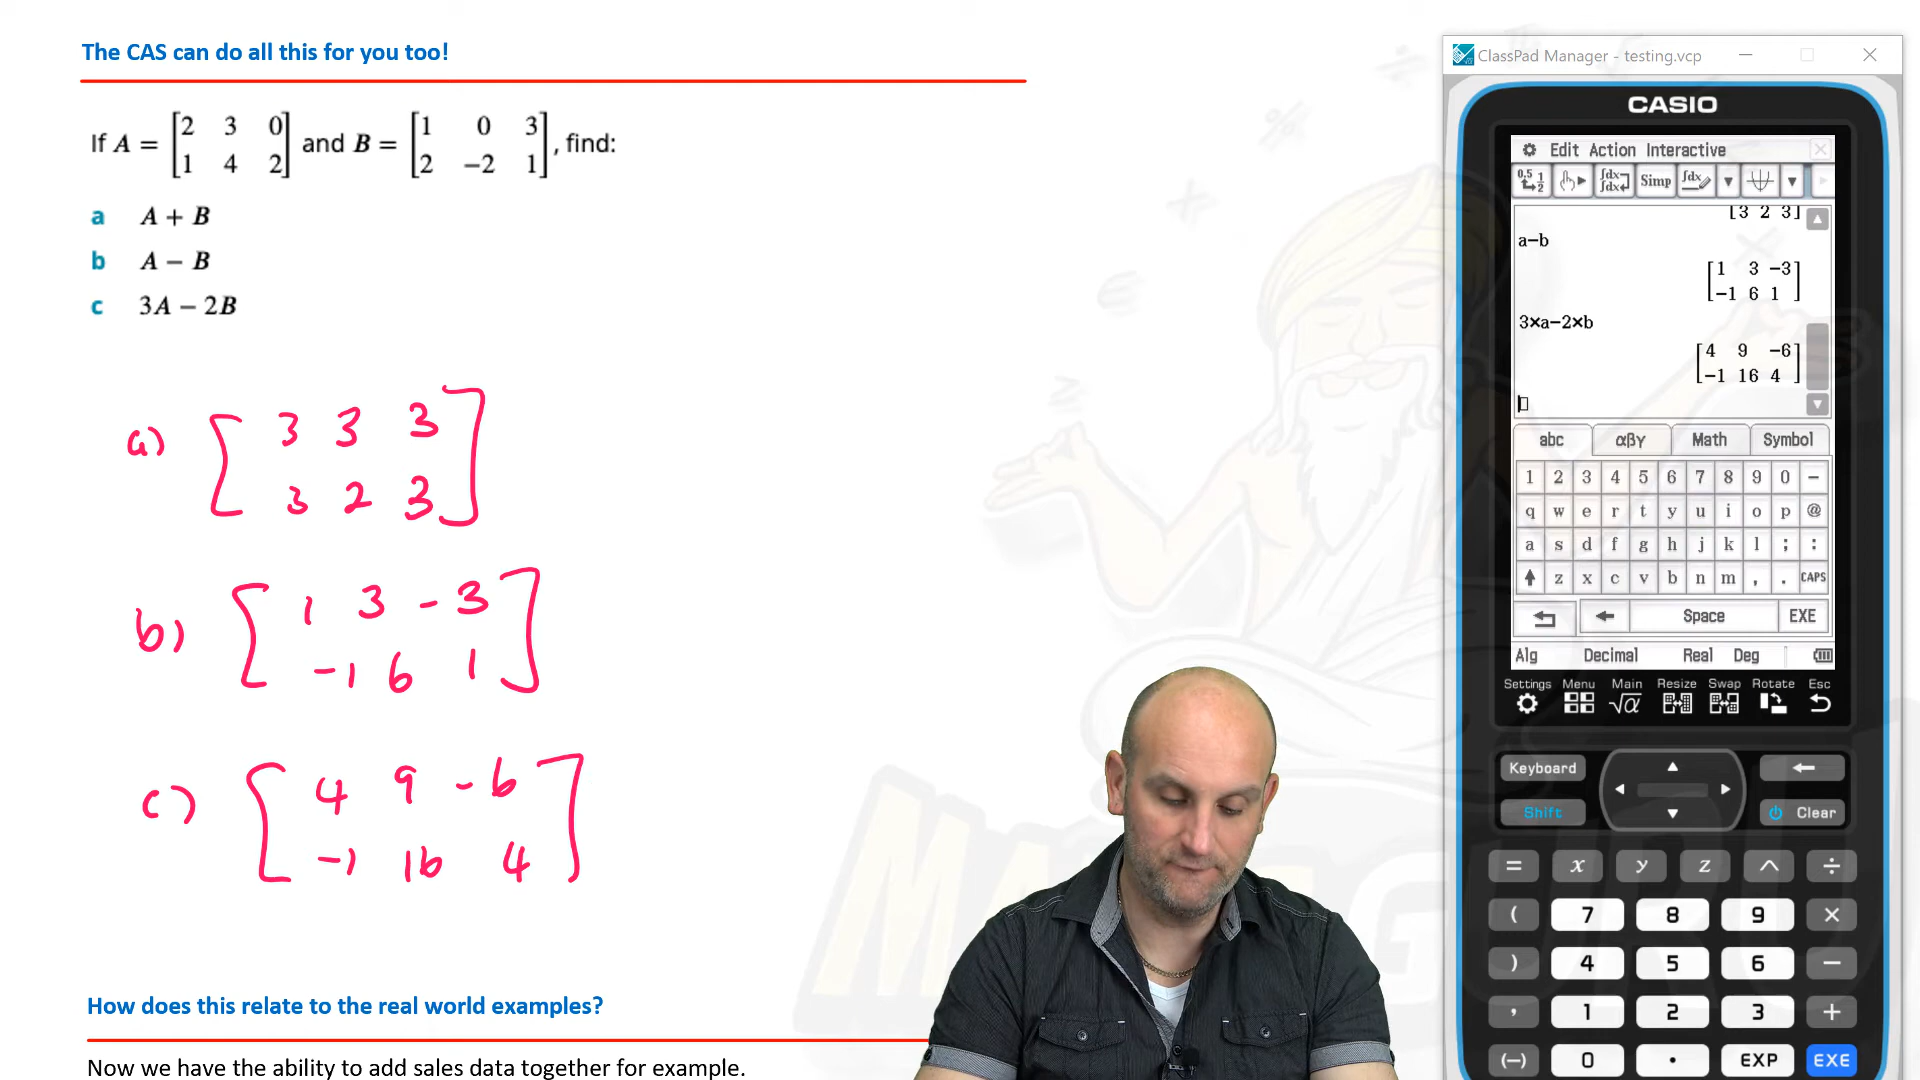 The CAS can do all this for you too!
If A = [2 3 0 and B = [1 0 3 , find:
1 4 2] 2 −2 1]
a A + B
b A − B
c 3A − 2B
a) [3 3 3
3 2 3]
b) [1 3 -3
-1 6 1]
c) [4 9 -6
-1 16 4]
How does this relate to the real world examples?
Now we have the ability to add sales data together for example.
ClassPad Manager - testing.vcp
CASIO
Edit Action Interactive
0.5 1/2 ∫dx ∫dx Simp ∫dx
[3 2 3]
a−b
[1 3 −3
−1 6 1]
3×a−2×b
[4 9 −6
−1 16 4]
abc αβγ Math Symbol
1 2 3 4 5 6 7 8 9 0 −
q w e r t y u i o p @
a s d f g h j k l ; :
z x c v b n m , . CAPS
Space EXE
Alg Decimal Real Deg
Settings Menu Main Resize Swap Rotate Esc
√α
Keyboard
Shift Clear
= x y z ^ ÷
( 7 8 9 ×
) 4 5 6 −
, 1 2 3 +
(−) 0 . EXP EXE